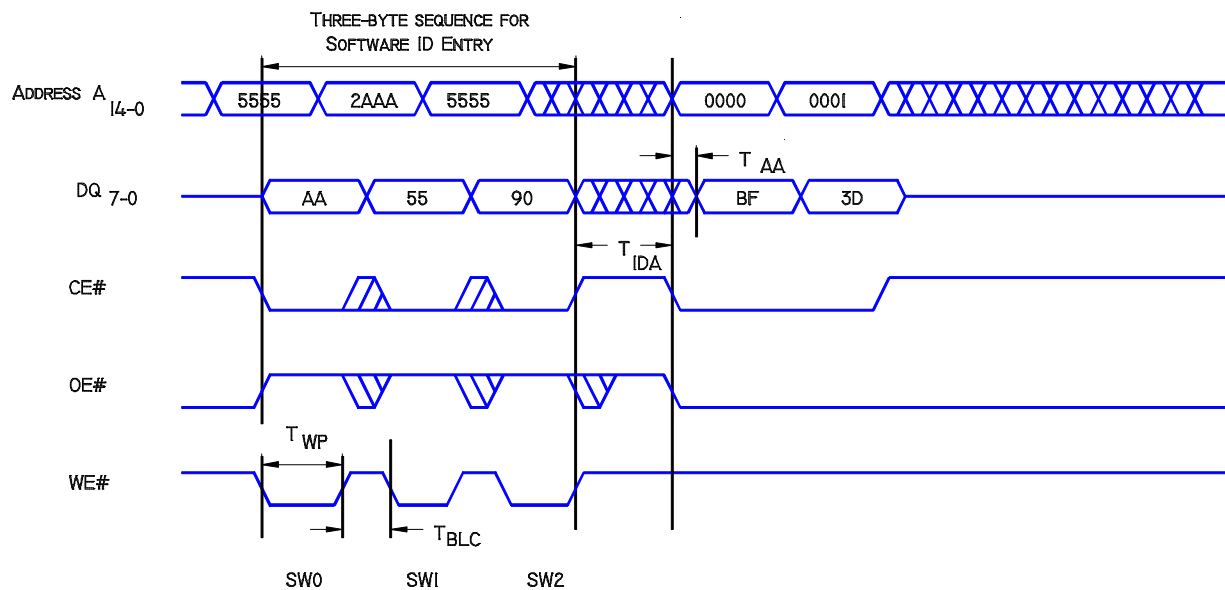 THREE-BYTE SEQUENCE FOR
SOFTWARE ID ENTRY
ADDRESS A 14-0
5555 2AAA 5555 0000 0001
T AA
DQ 7-0
AA 55 90 BF 3D
T IDA
CE#
OE#
T WP
WE#
T BLC
SW0 SW1 SW2